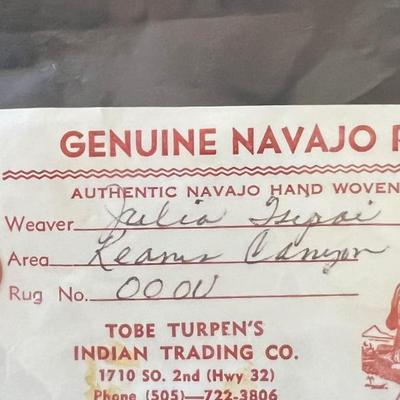 GENUINE NAVAJO R
AUTHENTIC NAVAJO HAND WOVEN
Weaver Julia
Area Keams Canyon
Rug No. 000U
TOBE TURPEN'S
INDIAN TRADING CO.
1710 SO. 2nd (Hwy 32)
Phone (505)—722-3806